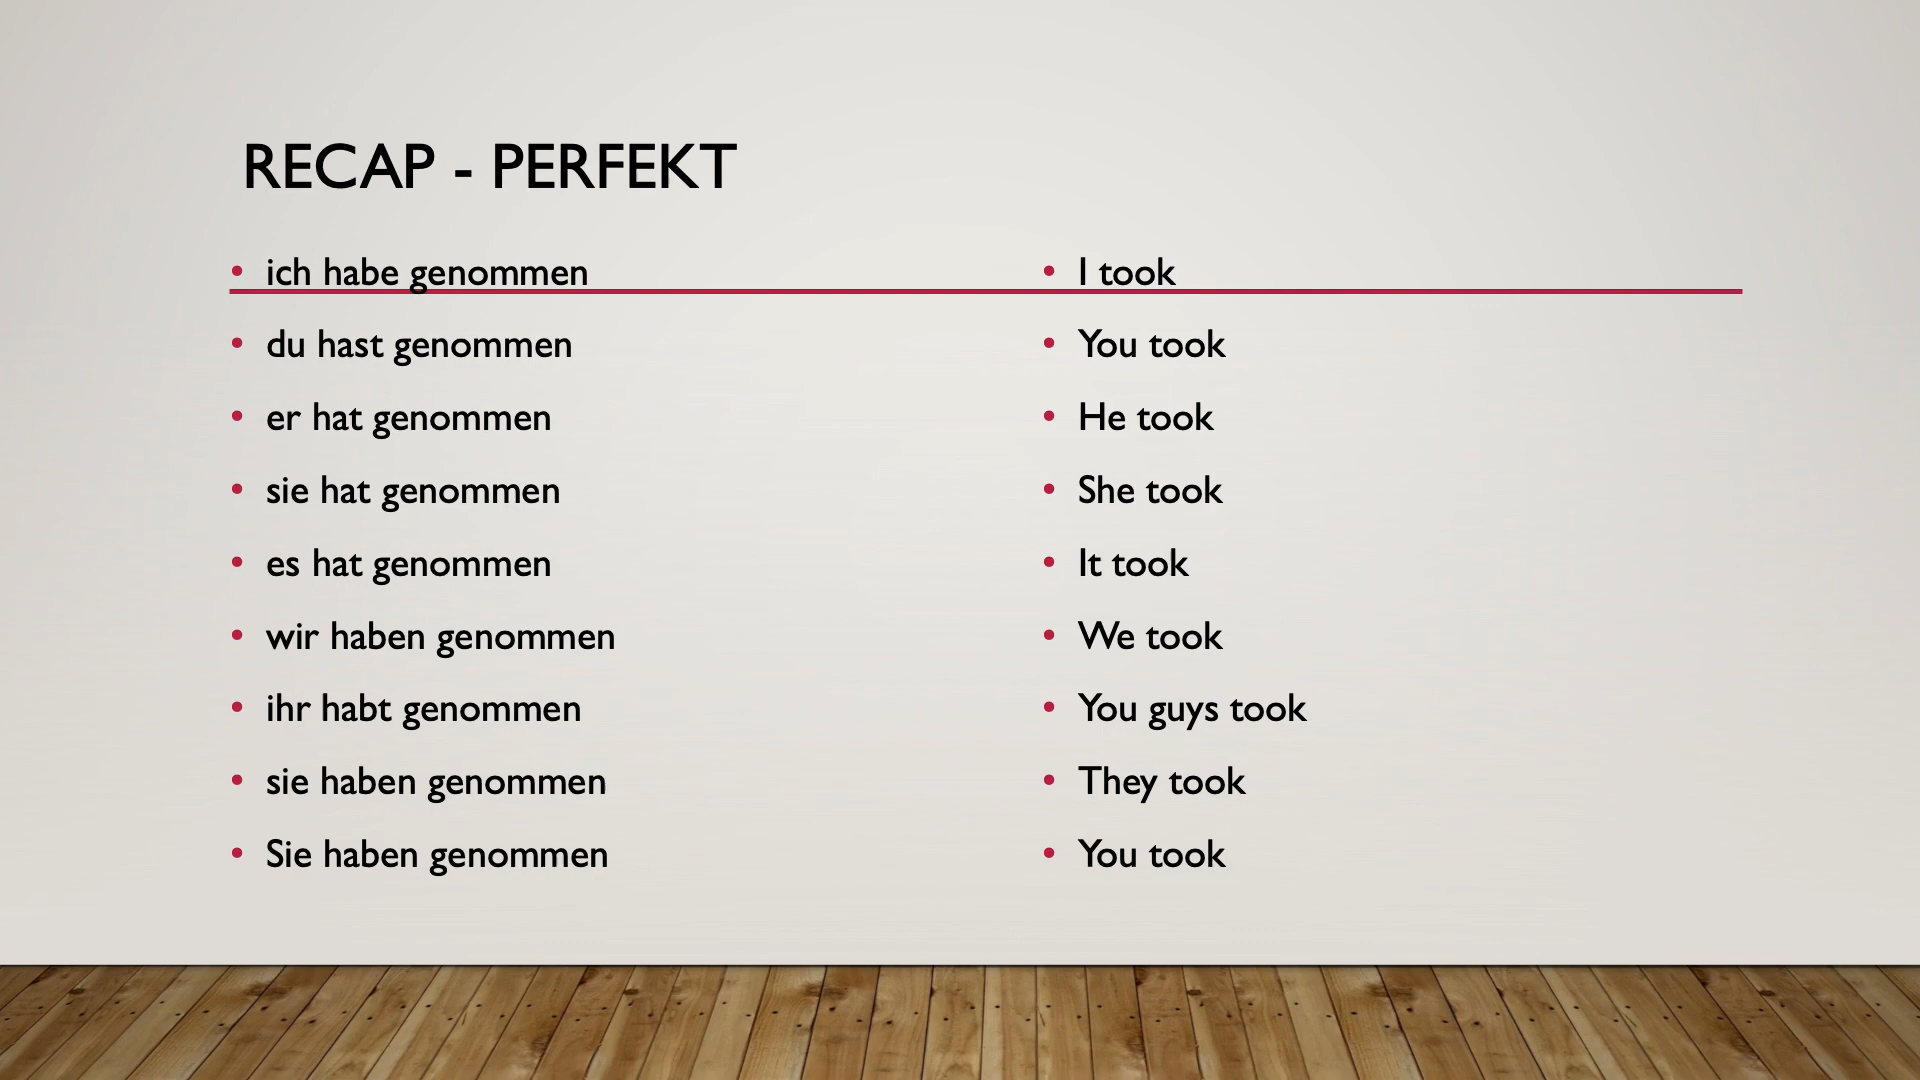 RECAP - PERFEKT
• ich habe genommen
• du hast genommen
• er hat genommen
• sie hat genommen
• es hat genommen
• wir haben genommen
• ihr habt genommen
• sie haben genommen
• Sie haben genommen
• I took
• You took
• He took
• She took
• It took
• We took
• You guys took
• They took
• You took